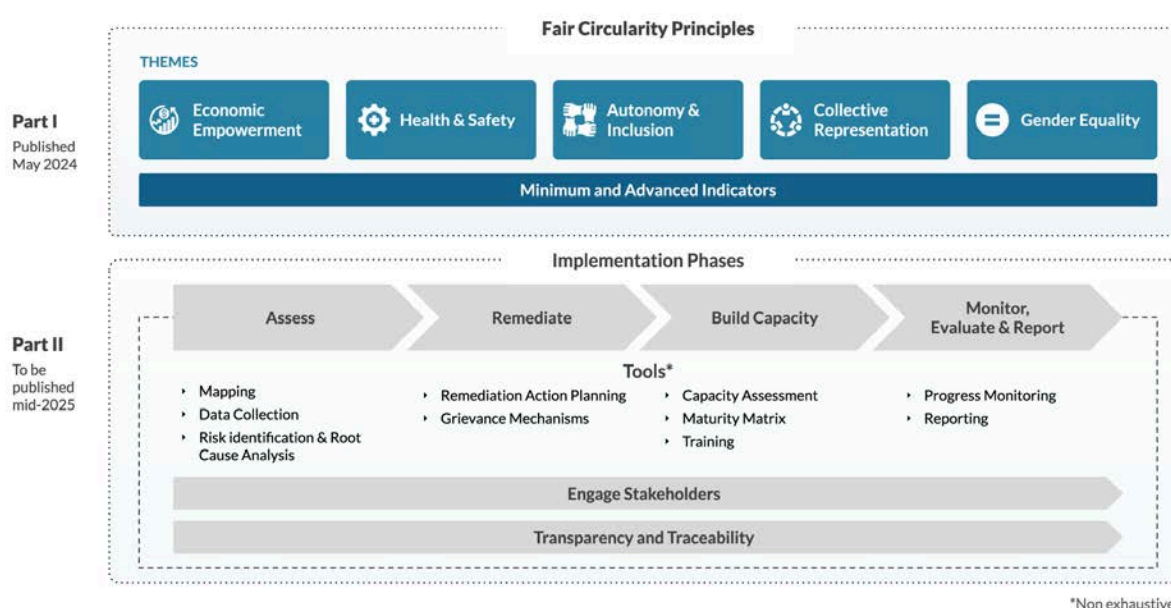 Fair Circularity Principles
THEMES
Part I
Published
May 2024
Economic
Empowerment
Health & Safety
Autonomy &
Inclusion
Collective
Representation
Gender Equality
Minimum and Advanced Indicators
Implementation Phases
Part II
To be
published
mid-2025
Assess
Remediate
Build Capacity
Monitor,
Evaluate & Report
Tools*
‣ Mapping
‣ Data Collection
‣ Risk identification & Root
Cause Analysis
‣ Remediation Action Planning
‣ Grievance Mechanisms
‣ Capacity Assessment
‣ Maturity Matrix
‣ Training
‣ Progress Monitoring
‣ Reporting
Engage Stakeholders
Transparency and Traceability
*Non exhaustive